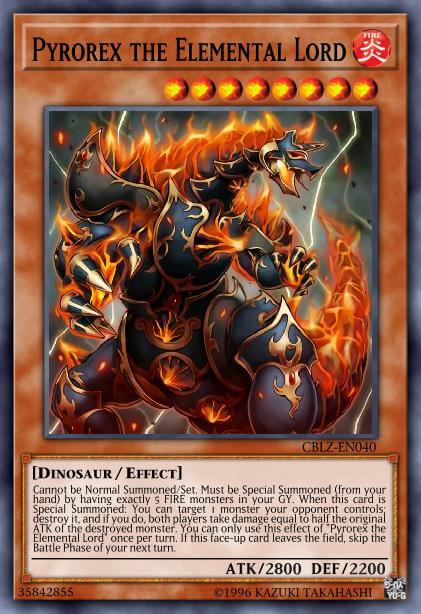 PYROREX THE ELEMENTAL LORD
FIRE
炎
CBLZ-EN040
[DINOSAUR / EFFECT]
Cannot be Normal Summoned/Set. Must be Special Summoned (from your
hand) by having exactly 5 FIRE monsters in your GY. When this card is
Special Summoned: You can target 1 monster your opponent controls;
destroy it, and if you do, both players take damage equal to half the original
ATK of the destroyed monster. You can only use this effect of "Pyrorex the
Elemental Lord" once per turn. If this face-up card leaves the field, skip the
Battle Phase of your next turn.
ATK/2800 DEF/2200
35842855
©1996 KAZUKI TAKAHASHI